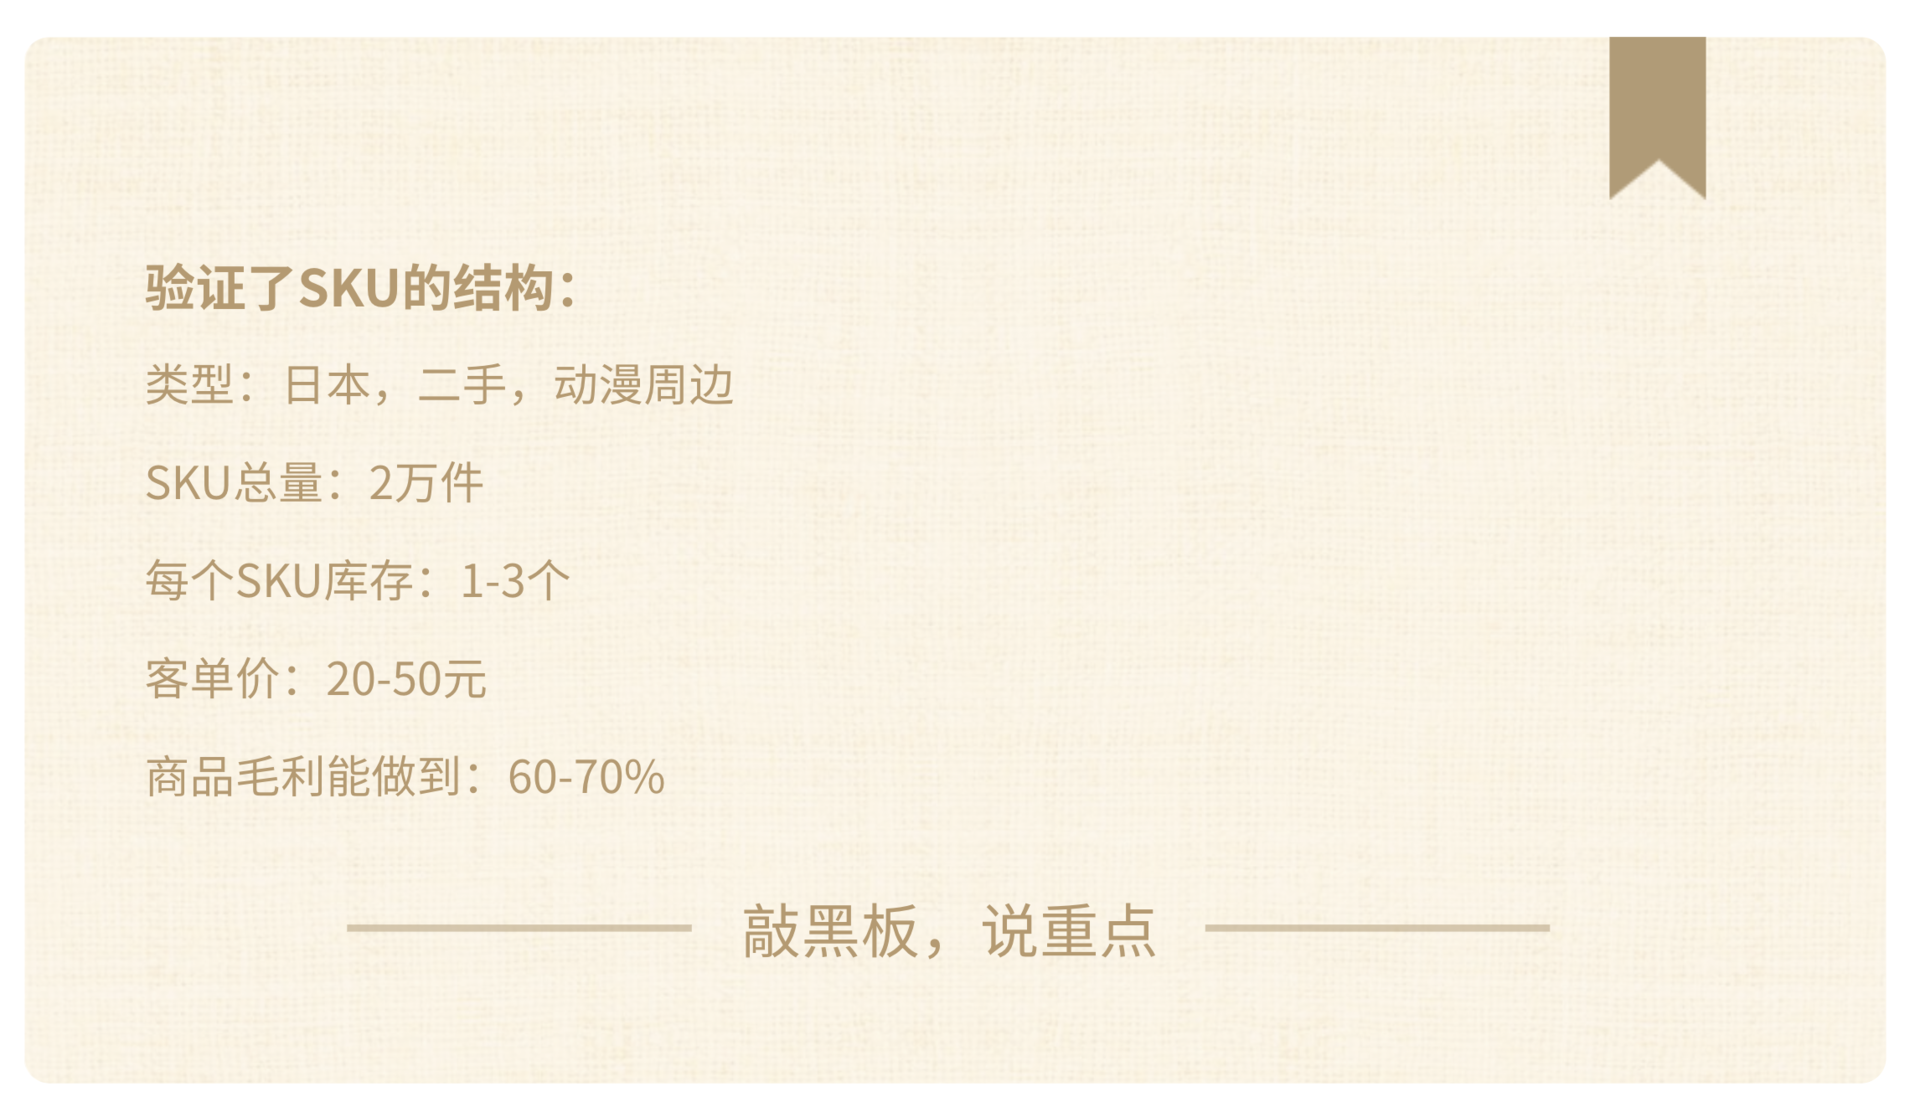 验证了SKU的结构：
类型：日本，二手，动漫周边
SKU总量：2万件
每个SKU库存：1-3个
客单价：20-50元
商品毛利能做到：60-70%
敲黑板，说重点